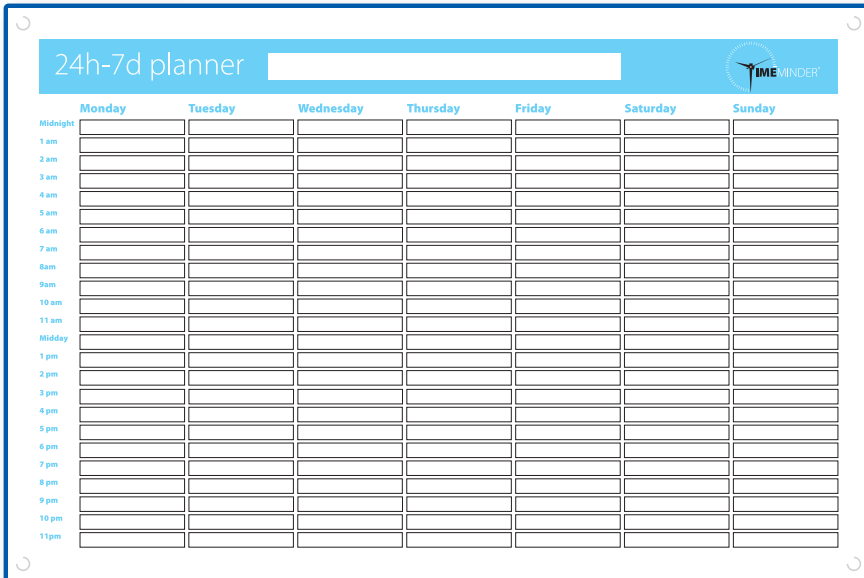 24h-7d planner
TIMEMINDER
Monday Tuesday Wednesday Thursday Friday Saturday Sunday
Midnight
1 am
2 am
3 am
4 am
5 am
6 am
7 am
8am
9am
10 am
11 am
Midday
1 pm
2 pm
3 pm
4 pm
5 pm
6 pm
7 pm
8 pm
9 pm
10 pm
11pm